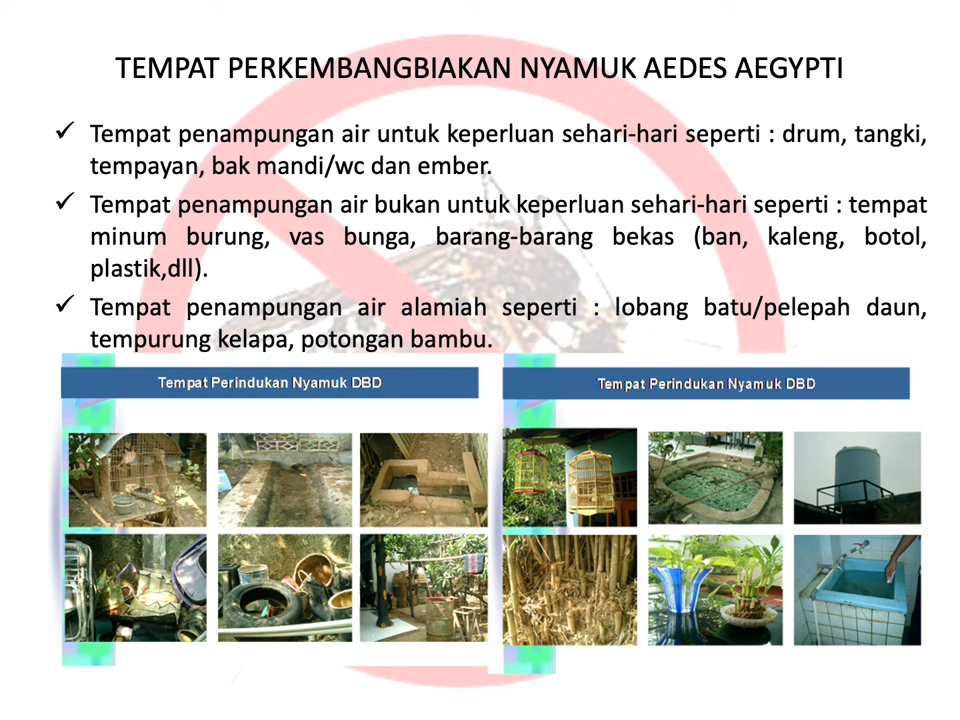 TEMPAT PERKEMBANGBIAKAN NYAMUK AEDES AEGYPTI
✓ Tempat penampungan air untuk keperluan sehari-hari seperti : drum, tangki,
tempayan, bak mandi/wc dan ember.
✓ Tempat penampungan air bukan untuk keperluan sehari-hari seperti : tempat
minum burung, vas bunga, barang-barang bekas (ban, kaleng, botol,
plastik,dll).
✓ Tempat penampungan air alamiah seperti : lobang batu/pelepah daun,
tempurung kelapa, potongan bambu.
Tempat Perindukan Nyamuk DBD
Tempat Perindukan Nyamuk DBD